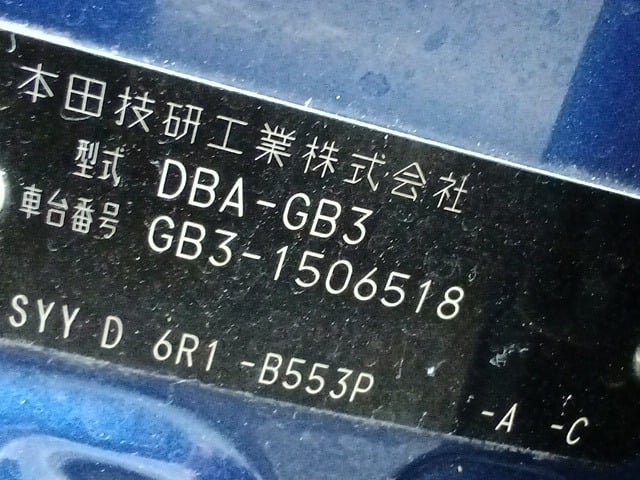 本田技研工業株式会社
型式 DBA-GB3
車台番号 GB3-1506518
SYY D 6R1 -B553P -A -C